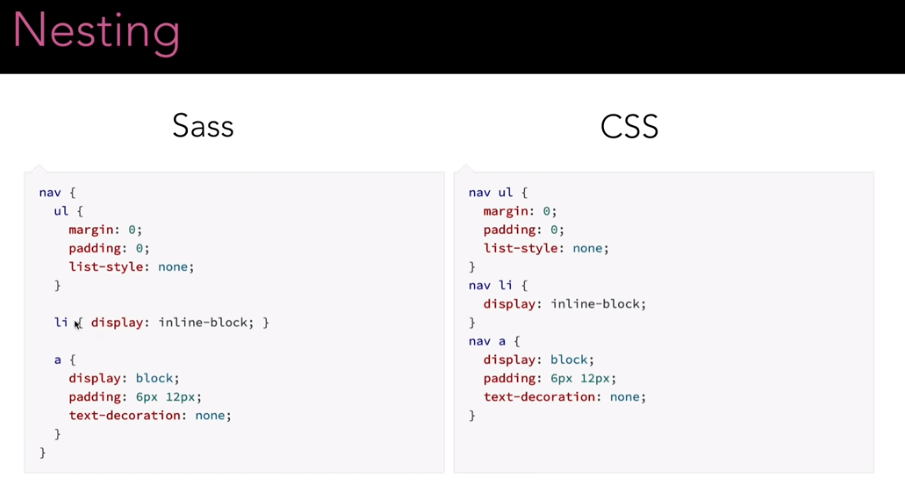 Nesting
Sass
nav {
  ul {
    margin: 0;
    padding: 0;
    list-style: none;
  }

  li { display: inline-block; }

  a {
    display: block;
    padding: 6px 12px;
    text-decoration: none;
  }
}
CSS
nav ul {
  margin: 0;
  padding: 0;
  list-style: none;
}
nav li {
  display: inline-block;
}
nav a {
  display: block;
  padding: 6px 12px;
  text-decoration: none;
}